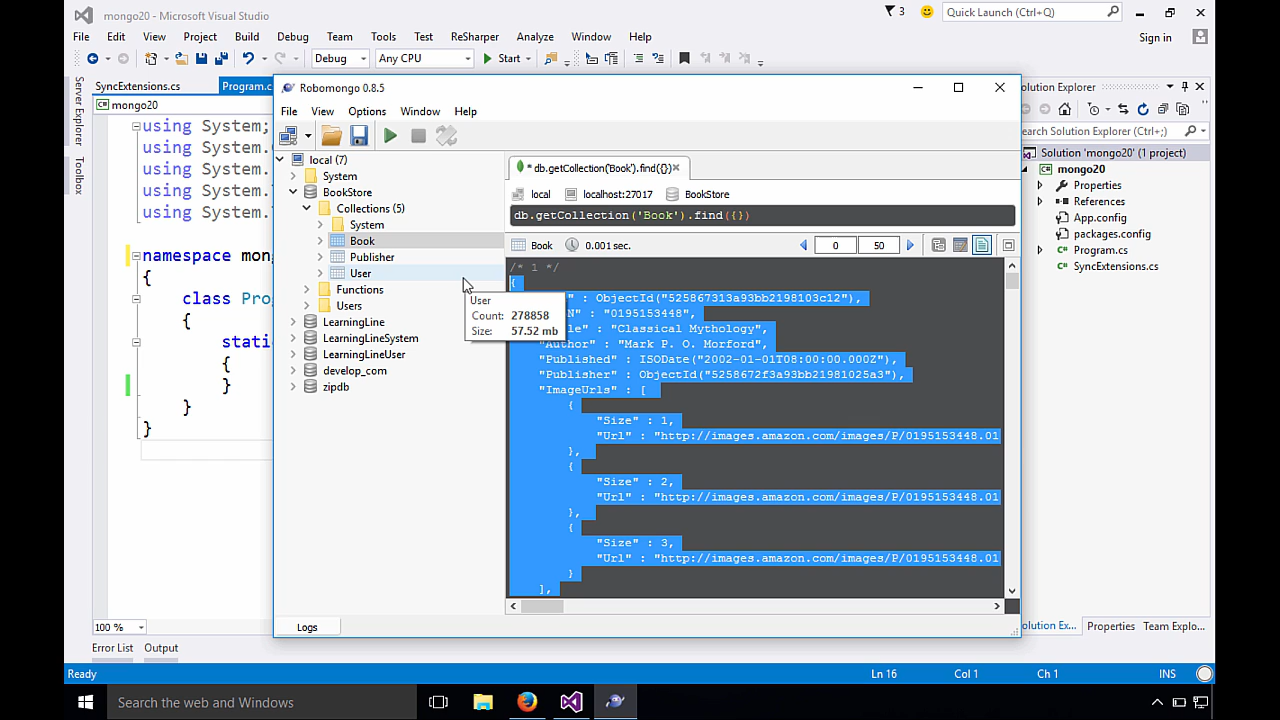 mongo20 - Microsoft Visual Studio
3
Quick Launch (Ctrl+Q)
File Edit View Project Build Debug Team Tools Test ReSharper Analyze Window Help
Sign in
Debug Any CPU Start
SyncExtensions.cs
Program.c
Server Explorer
Toolbox
mongo20
using System;
using System.
using System.
using System.
using System.
namespace mon
{
class Prog
{
stati
{
}
}
}
100 %
Error List Output
Ready
Ln 16 Col 1 Ch 1 INS
Robomongo 0.8.5
File View Options Window Help
local (7)
System
BookStore
Collections (5)
System
Book
Publisher
User
Functions
Users
LearningLine
LearningLineSystem
LearningLineUser
develop_com
zipdb
User
Count: 278858
Size: 57.52 mb
Logs
* db.getCollection('Book').find({})
local localhost:27017 BookStore
db.getCollection('Book').find({})
Book 0.001 sec. 0 50
/* 1 */
{
" : ObjectId("525867313a93bb2198103c12"),
N" : "0195153448",
le" : "Classical Mythology",
"Author" : "Mark P. O. Morford",
"Published" : ISODate("2002-01-01T08:00:00.000Z"),
"Publisher" : ObjectId("5258672f3a93bb21981025a3"),
"ImageUrls" : [
{
"Size" : 1,
"Url" : "http://images.amazon.com/images/P/0195153448.01
},
{
"Size" : 2,
"Url" : "http://images.amazon.com/images/P/0195153448.01
},
{
"Size" : 3,
"Url" : "http://images.amazon.com/images/P/0195153448.01
}
],
olution Explorer
earch Solution Explorer (Ctrl+;)
Solution 'mongo20' (1 project)
mongo20
Properties
References
App.config
packages.config
Program.cs
SyncExtensions.cs
olution Ex... Properties Team Explo...
Search the web and Windows